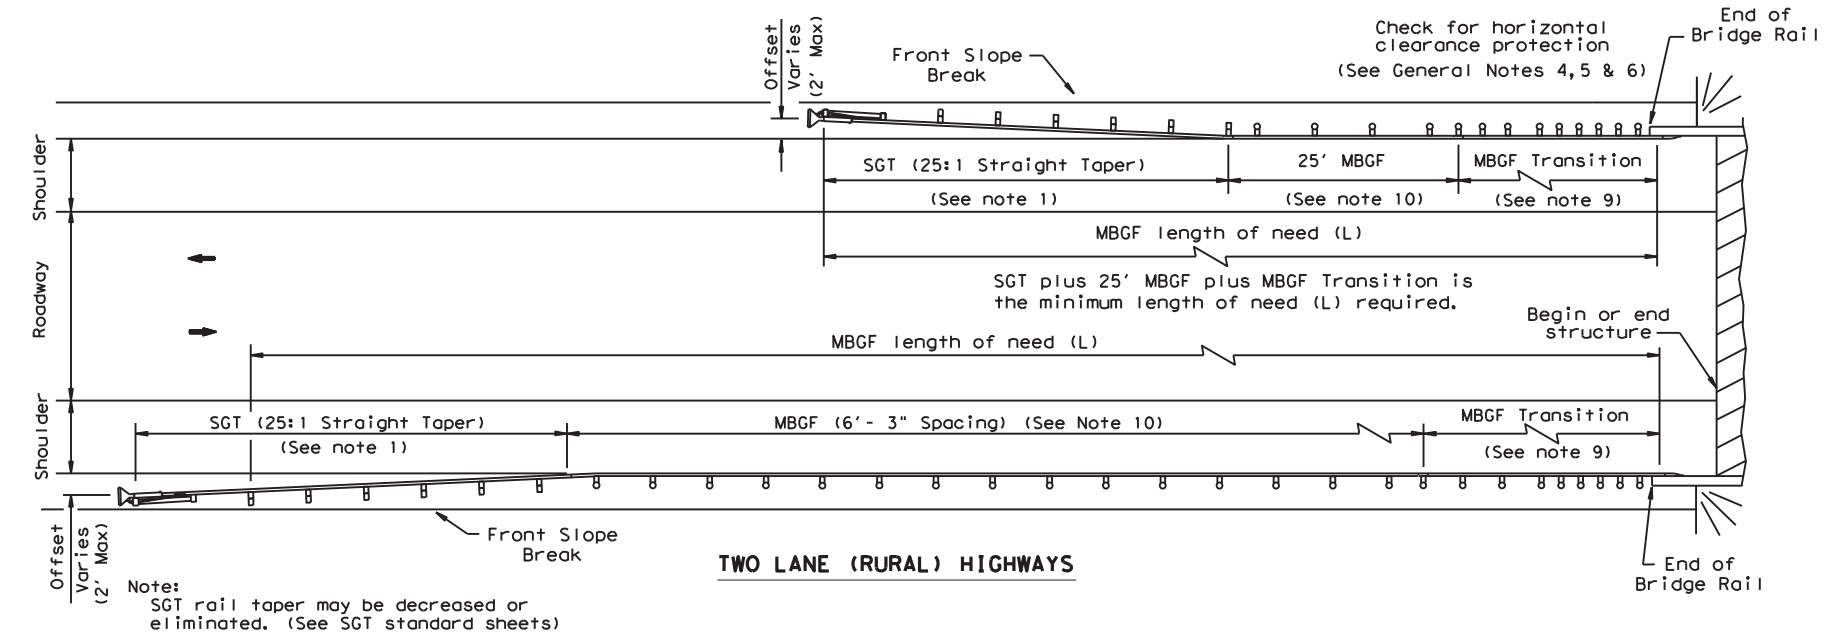 Offset
Varies
(2' Max)
Front Slope
Break
Check for horizontal
clearance protection
(See General Notes 4,5 & 6)
End of
Bridge Rail
Shoulder
SGT (25:1 Straight Taper)
(See note 1)
25' MBGF
(See note 10)
MBGF Transition
(See note 9)
MBGF length of need (L)
SGT plus 25' MBGF plus MBGF Transition is
the minimum length of need (L) required.
Roadway
Begin or end
structure
MBGF length of need (L)
Shoulder
SGT (25:1 Straight Taper)
(See note 1)
MBGF (6'- 3" Spacing) (See Note 10)
MBGF Transition
(See note 9)
Offset
Varies
(2' Max)
Front Slope
Break
TWO LANE (RURAL) HIGHWAYS
End of
Bridge Rail
Note:
SGT rail taper may be decreased or
eliminated. (See SGT standard sheets)